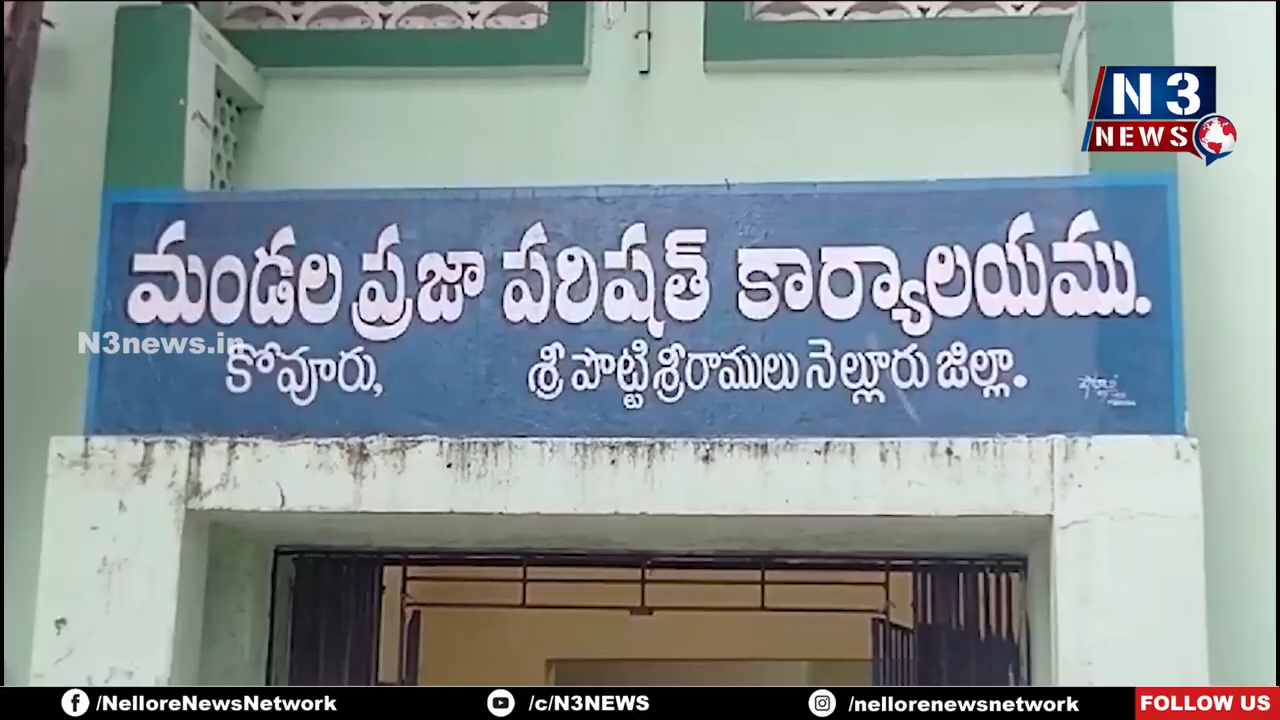 N3
NEWS
మండల ప్రజా పరిషత్ కార్యాలయము.
N3news.in
కోవూరు, శ్రీ పొట్టి శ్రీరాములు నెల్లూరు జిల్లా.
/NelloreNewsNetwork /c/N3NEWS /nellorenewsnetwork FOLLOW US